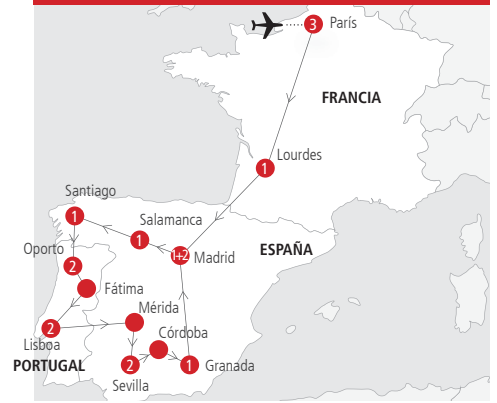 3 París
FRANCIA
1 Lourdes
Santiago
1
Salamanca
1
1+2 Madrid
ESPAÑA
Oporto
2
Fátima
Mérida
2
Lisboa
Córdoba
PORTUGAL
2
Sevilla
1 Granada